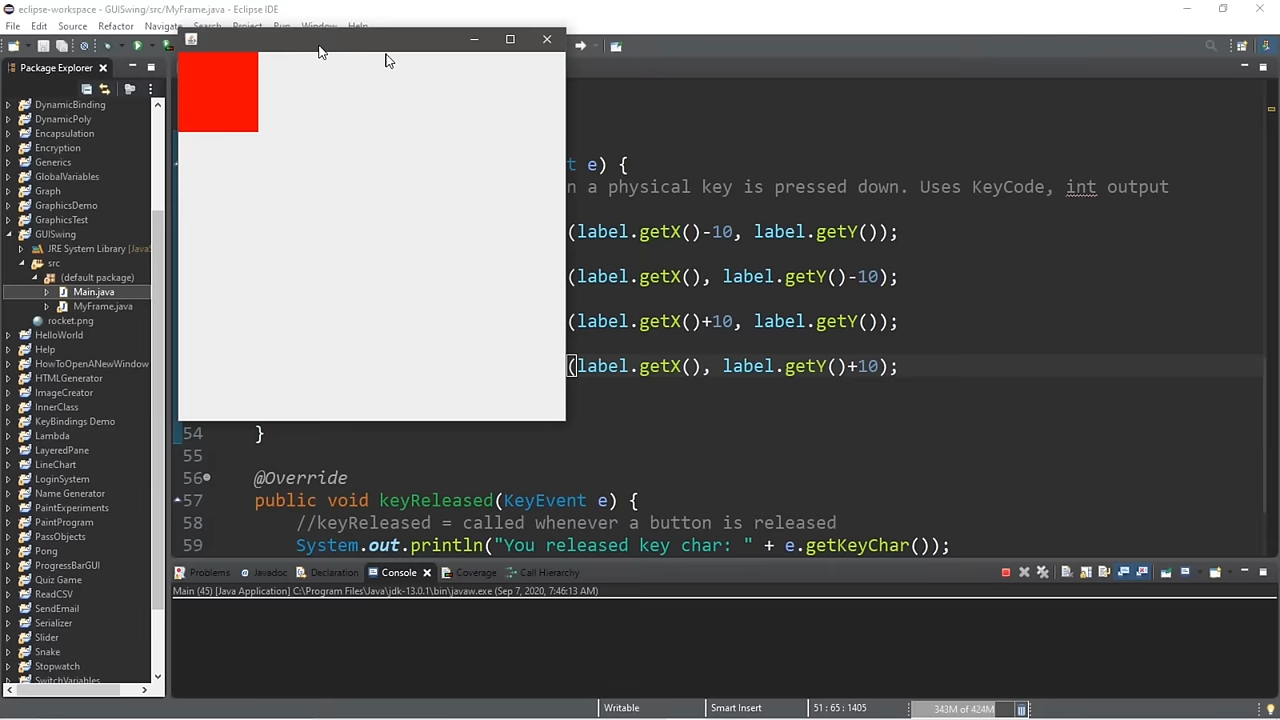 eclipse-workspace - GUISwing/src/MyFrame.java - Eclipse IDE
File Edit Source Refactor Navigate Search Project Run Window Help
Package Explorer
DynamicBinding
DynamicPoly
Encapsulation
Encryption
Generics
GlobalVariables
Graph
GraphicsDemo
GraphicsTest
GUISwing
JRE System Library [JavaS
src
(default package)
Main.java
MyFrame.java
rocket.png
HelloWorld
Help
HowToOpenANewWindow
HTMLGenerator
ImageCreator
InnerClass
KeyBindings Demo
Lambda
LayeredPane
LineChart
LoginSystem
Name Generator
PaintExperiments
PaintProgram
PassObjects
Pong
ProgressBarGUI
Quiz Game
ReadCSV
SendEmail
Serializer
Slider
Snake
Stopwatch
SwitchVariables
t e) {
n a physical key is pressed down. Uses KeyCode, int output
(label.getX()-10, label.getY());
(label.getX(), label.getY()-10);
(label.getX()+10, label.getY());
(label.getX(), label.getY()+10);
54 }
55
56 @Override
57 public void keyReleased(KeyEvent e) {
58 //keyReleased = called whenever a button is released
59 System.out.println("You released key char: " + e.getKeyChar());
Problems Javadoc Declaration Console Coverage Call Hierarchy
Main (45) [Java Application] C:\Program Files\Java\jdk-13.0.1\bin\javaw.exe (Sep 7, 2020, 7:46:13 AM)
Writable Smart Insert 51 : 65 : 1405 343M of 424M